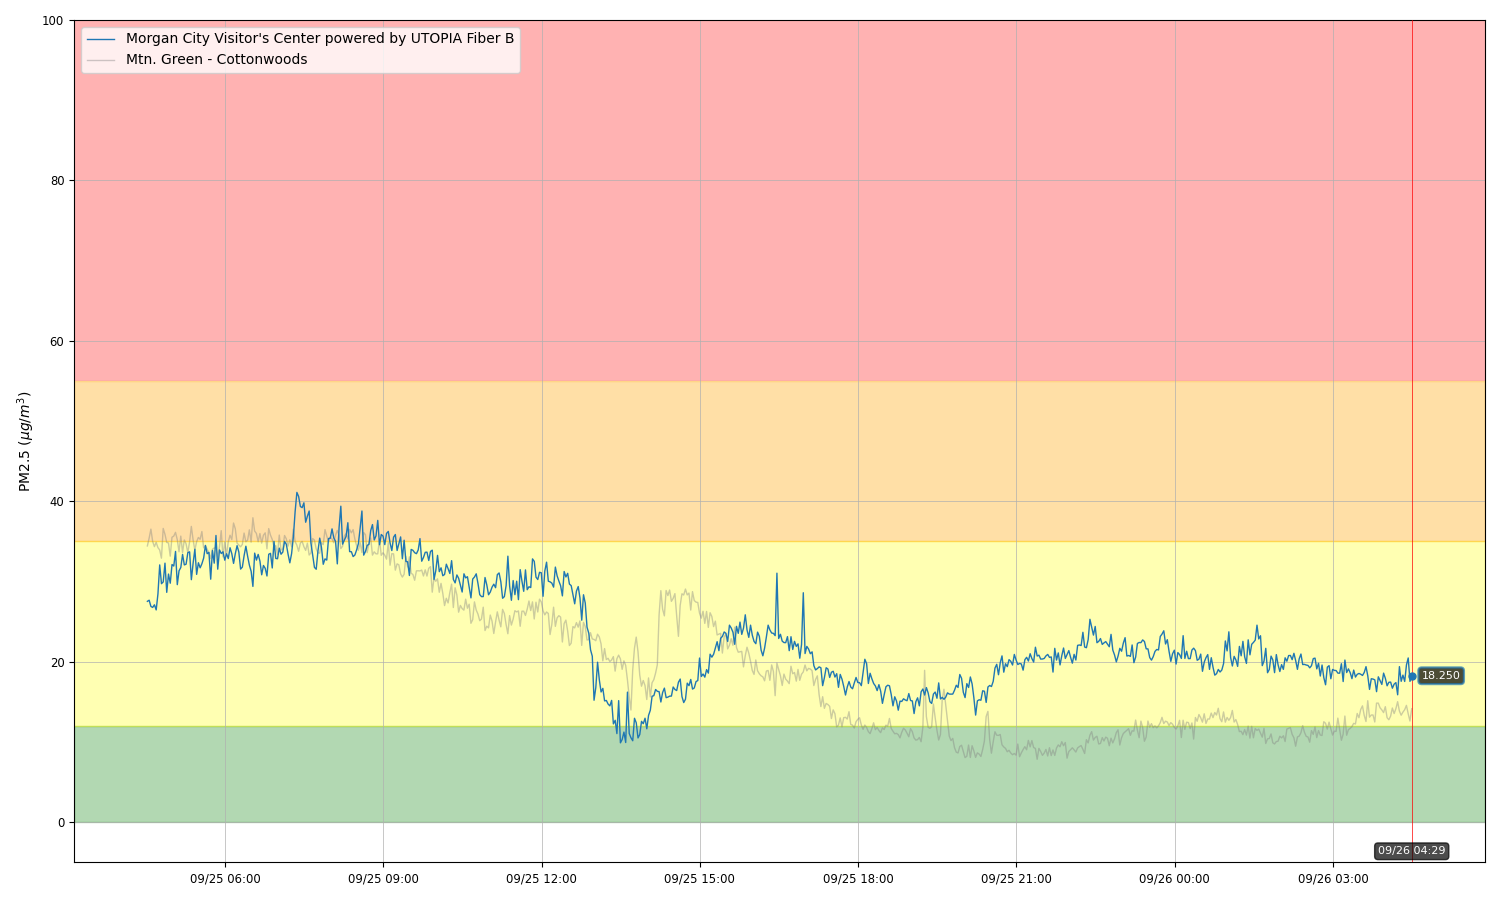 Morgan City Visitor's Center powered by UTOPIA Fiber B
Mtn. Green - Cottonwoods
100
80
60
40
20
0
PM2.5 (µg/m³)
18.250
09/26 04:29
09/25 06:00 09/25 09:00 09/25 12:00 09/25 15:00 09/25 18:00 09/25 21:00 09/26 00:00 09/26 03:00